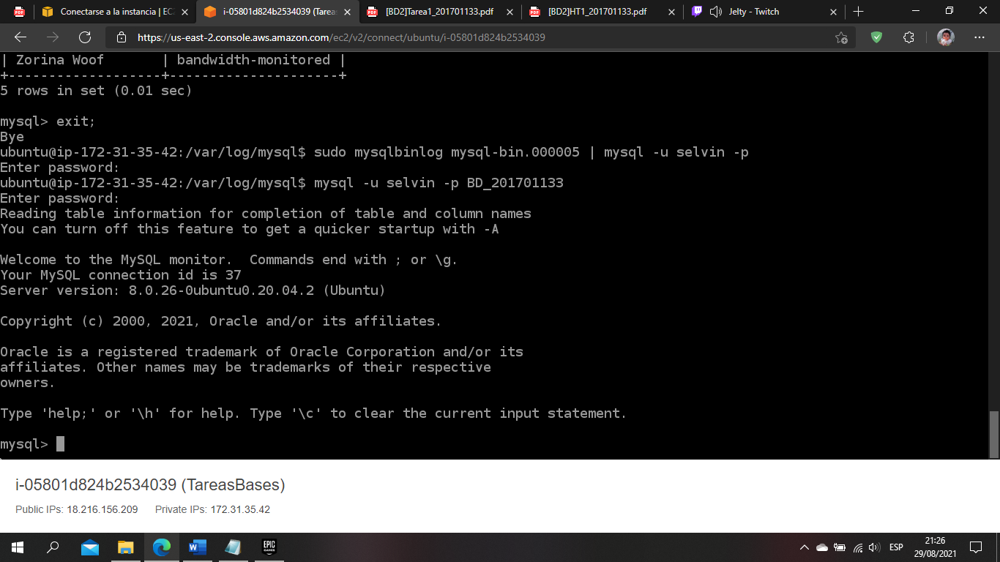 Conectarse a la instancia | EC
i-05801d824b2534039 (Tarea
[BD2]Tarea1_201701133.pdf
[BD2]HT1_201701133.pdf
Jelty - Twitch
https://us-east-2.console.aws.amazon.com/ec2/v2/connect/ubuntu/i-05801d824b2534039
| Zorina Woof       | bandwidth-monitored |
+-------------------+---------------------+
5 rows in set (0.01 sec)
mysql> exit;
Bye
ubuntu@ip-172-31-35-42:/var/log/mysql$ sudo mysqlbinlog mysql-bin.000005 | mysql -u selvin -p
Enter password:
ubuntu@ip-172-31-35-42:/var/log/mysql$ mysql -u selvin -p BD_201701133
Enter password:
Reading table information for completion of table and column names
You can turn off this feature to get a quicker startup with -A
Welcome to the MySQL monitor.  Commands end with ; or \g.
Your MySQL connection id is 37
Server version: 8.0.26-0ubuntu0.20.04.2 (Ubuntu)
Copyright (c) 2000, 2021, Oracle and/or its affiliates.
Oracle is a registered trademark of Oracle Corporation and/or its
affiliates. Other names may be trademarks of their respective
owners.
Type 'help;' or '\h' for help. Type '\c' to clear the current input statement.
mysql>
i-05801d824b2534039 (TareasBases)
Public IPs: 18.216.156.209 Private IPs: 172.31.35.42
EPIC GAMES
ESP
21:26
29/08/2021